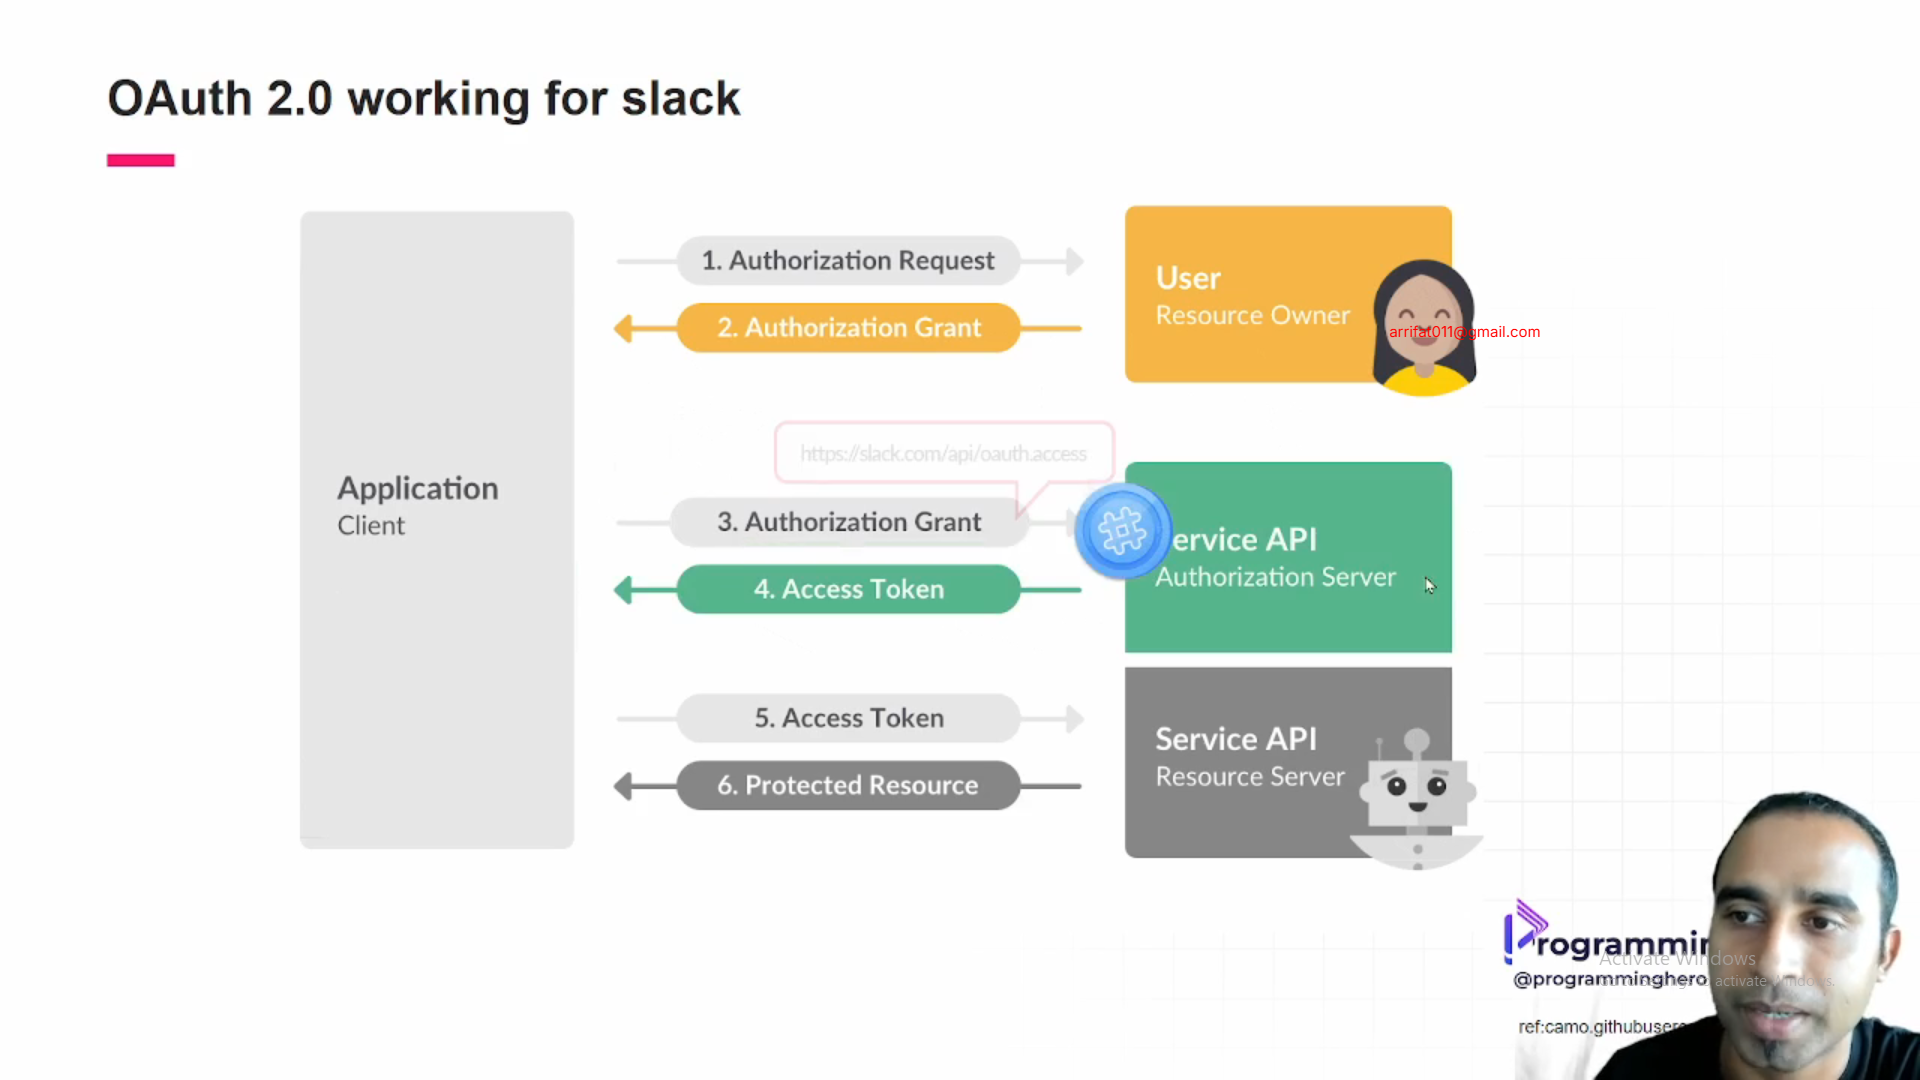 OAuth 2.0 working for slack
1. Authorization Request
2. Authorization Grant
User
Resource Owner
arrifat011@gmail.com
https://slack.com/api/oauth.access
Application
Client
3. Authorization Grant
4. Access Token
ervice API
Authorization Server
5. Access Token
6. Protected Resource
Service API
Resource Server
rogrammin
Activate Windows
@programminghero
activate Windows.
ref:camo.githubuser